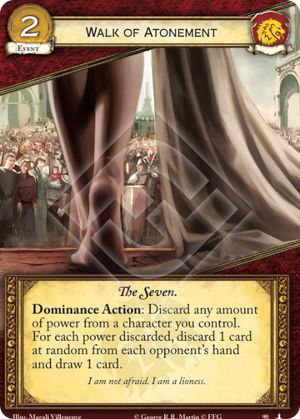 2
WALK OF ATONEMENT
EVENT
The Seven.
Dominance Action: Discard any amount
of power from a character you control.
For each power discarded, discard 1 card
at random from each opponent's hand
and draw 1 card.
I am not afraid. I am a lioness.
Illus. Magali Villeneuve © George R.R. Martin © FFG 90